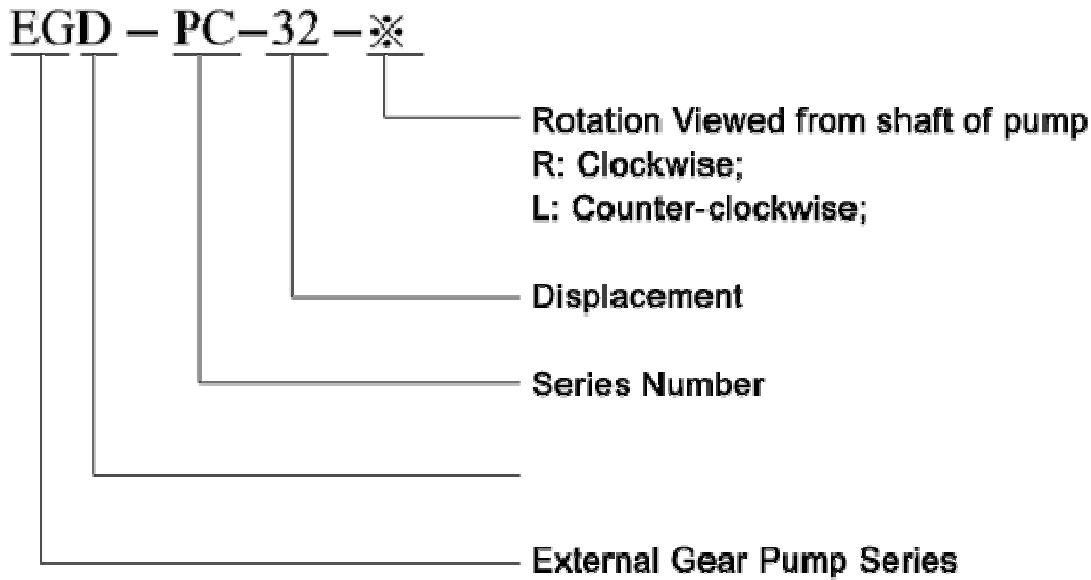 EGD – PC–32 –※
Rotation Viewed from shaft of pump
R: Clockwise;
L: Counter-clockwise;
Displacement
Series Number
External Gear Pump Series